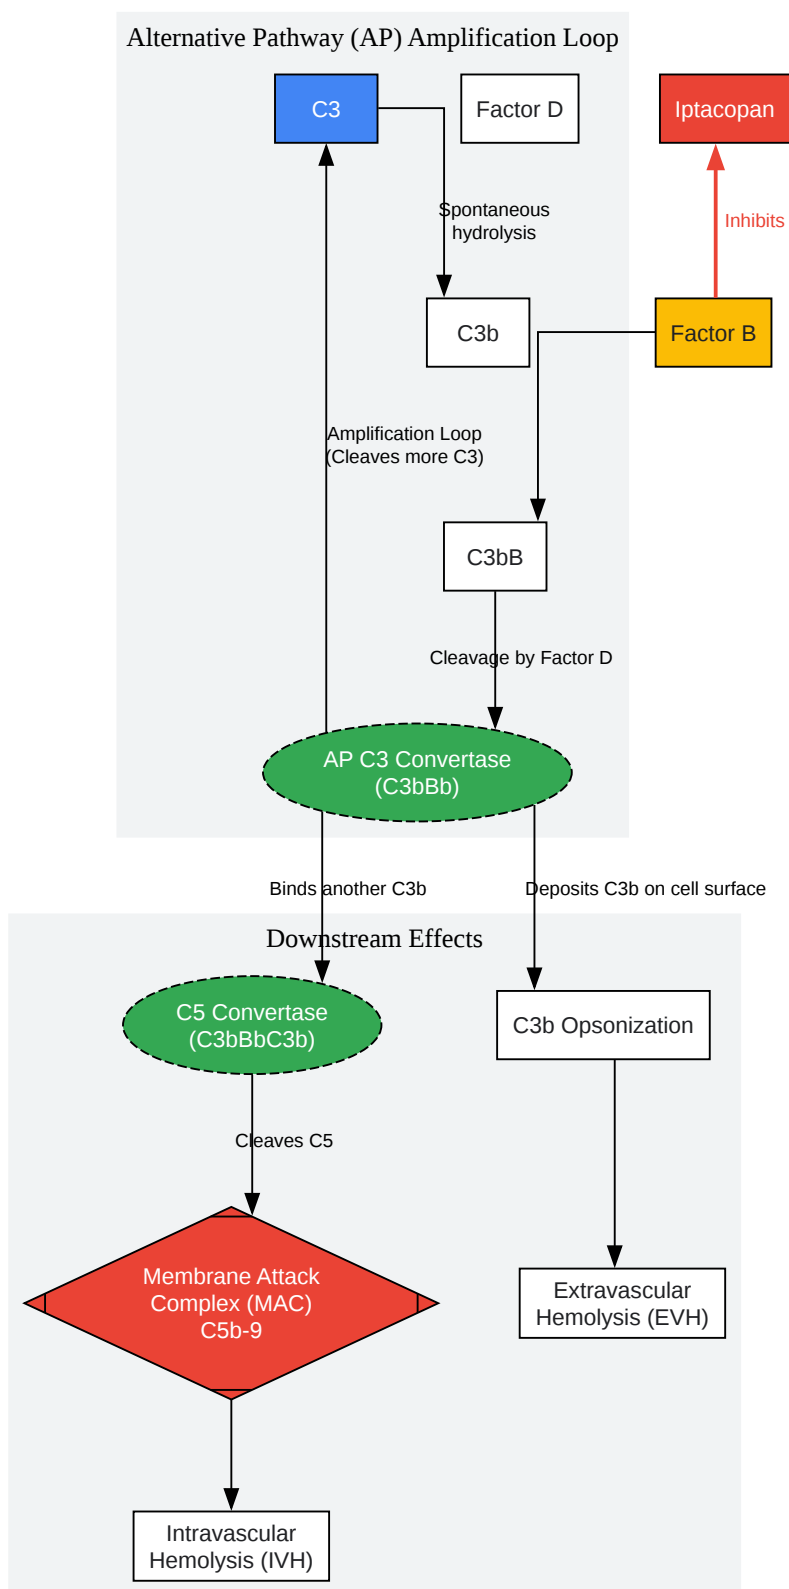 Alternative Pathway (AP) Amplification Loop
C3
Factor D
Iptacopan
Spontaneous
hydrolysis
Inhibits
C3b
Factor B
Amplification Loop
(Cleaves more C3)
C3bB
Cleavage by Factor D
AP C3 Convertase
(C3bBb)
Binds another C3b
Deposits C3b on cell surface
Downstream Effects
C5 Convertase
(C3bBbC3b)
C3b Opsonization
Cleaves C5
Membrane Attack
Complex (MAC)
C5b-9
Extravascular
Hemolysis (EVH)
Intravascular
Hemolysis (IVH)